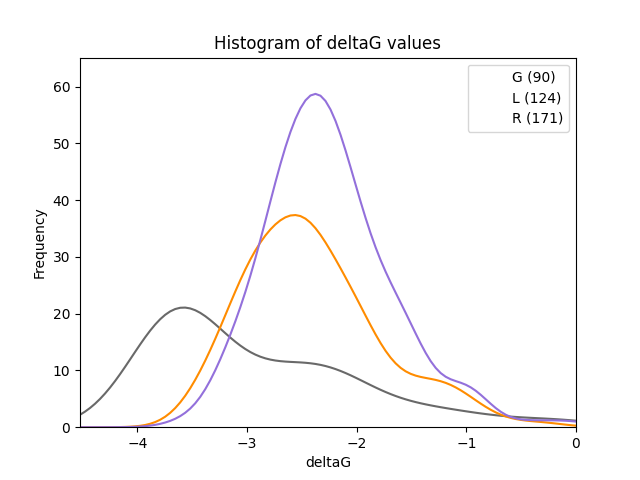 Histogram of deltaG values
G (90)
L (124)
R (171)
60
50
40
30
20
10
0
Frequency
−4
−3
−2
−1
0
deltaG